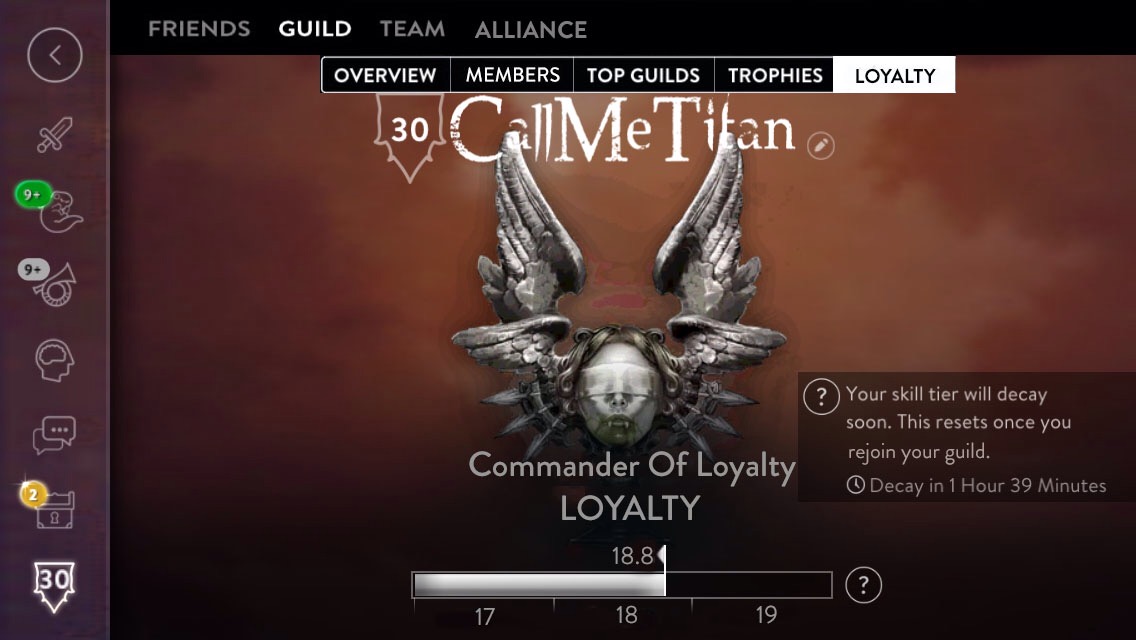 FRIENDS GUILD TEAM ALLIANCE
OVERVIEW MEMBERS TOP GUILDS TROPHIES LOYALTY
30 CallMeTitan
9+
9+
Your skill tier will decay
soon. This resets once you
rejoin your guild.
Decay in 1 Hour 39 Minutes
Commander Of Loyalty
LOYALTY
2
18.8
30
17 18 19